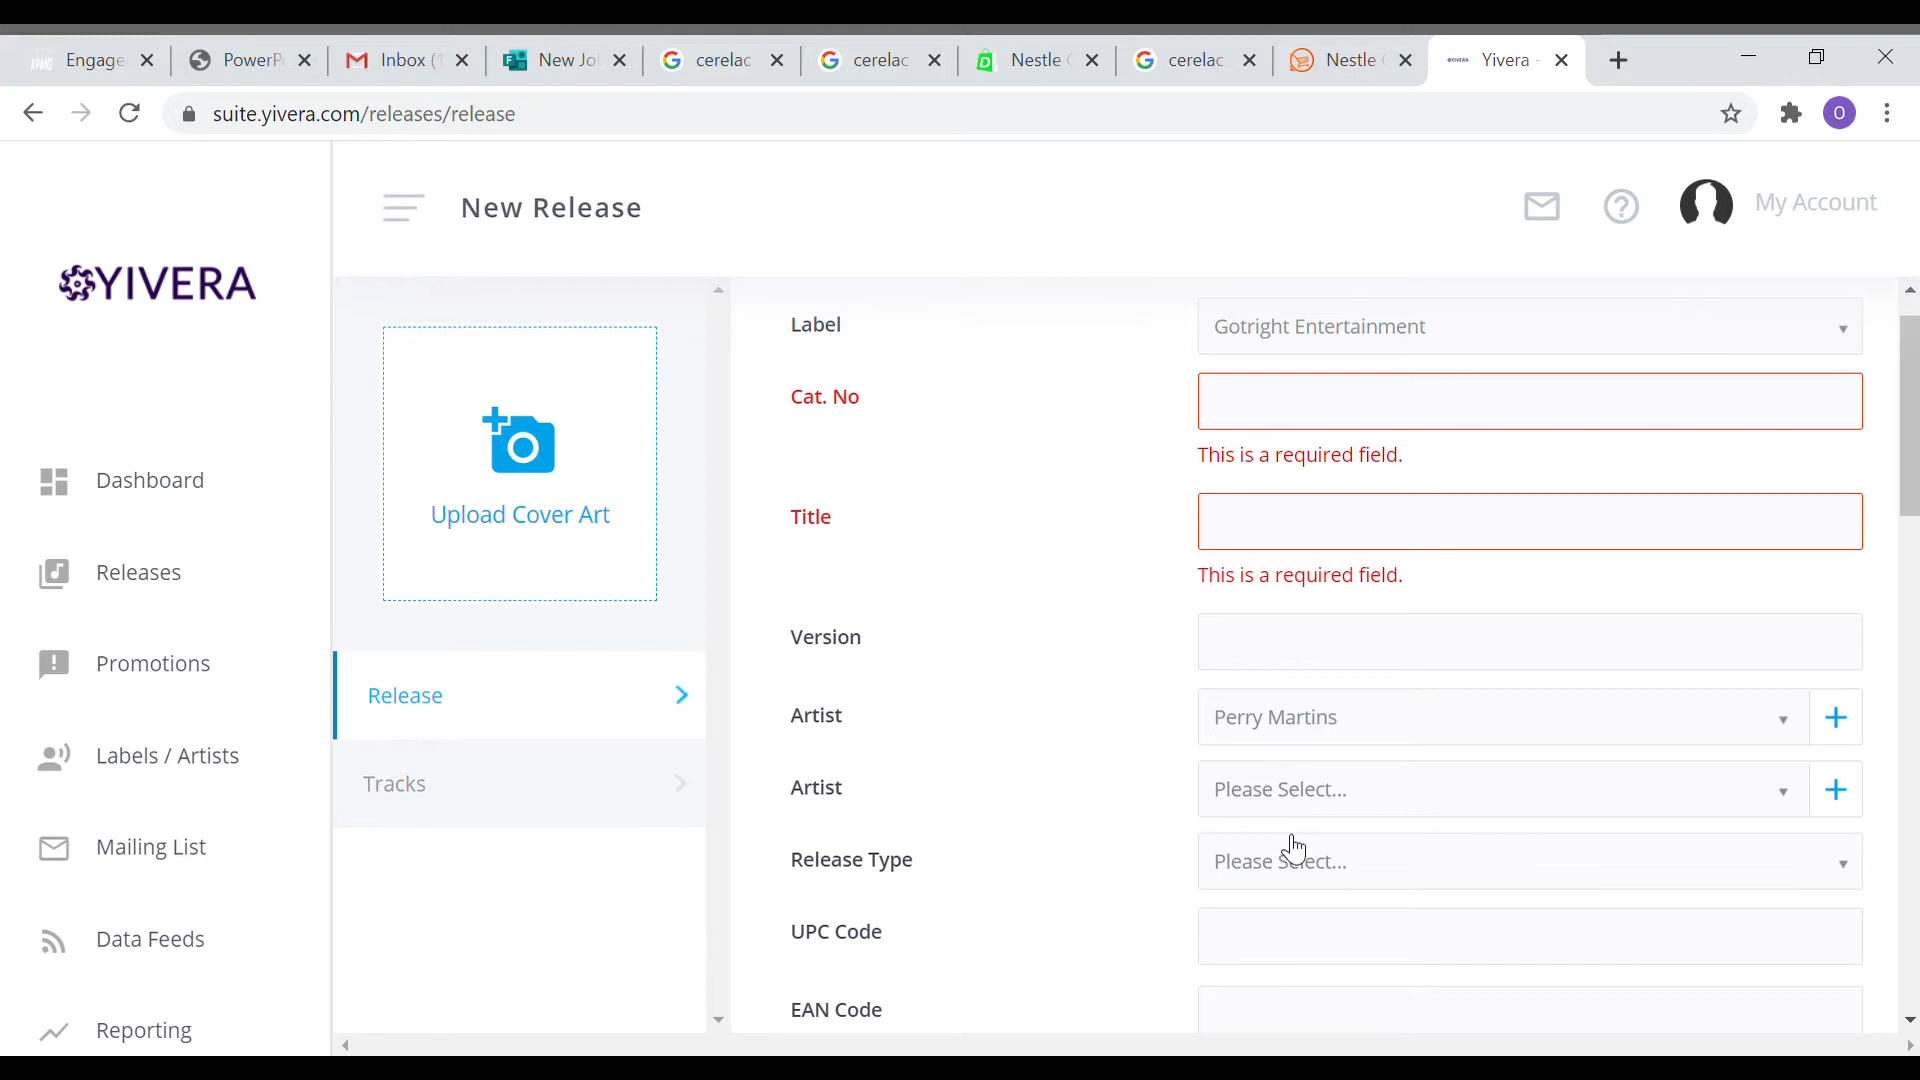 Engage
PowerP
Inbox (1
New Joi
cerelac
cerelac
Nestle
cerelac
Nestle
YIVERA
Yivera -
suite.yivera.com/releases/release
O
New Release
My Account
YIVERA
Dashboard
Releases
Promotions
Labels / Artists
Mailing List
Data Feeds
Reporting
Upload Cover Art
Release
Tracks
Label
Gotright Entertainment
Cat. No
This is a required field.
Title
This is a required field.
Version
Artist
Perry Martins
Artist
Please Select...
Release Type
Please Select...
UPC Code
EAN Code